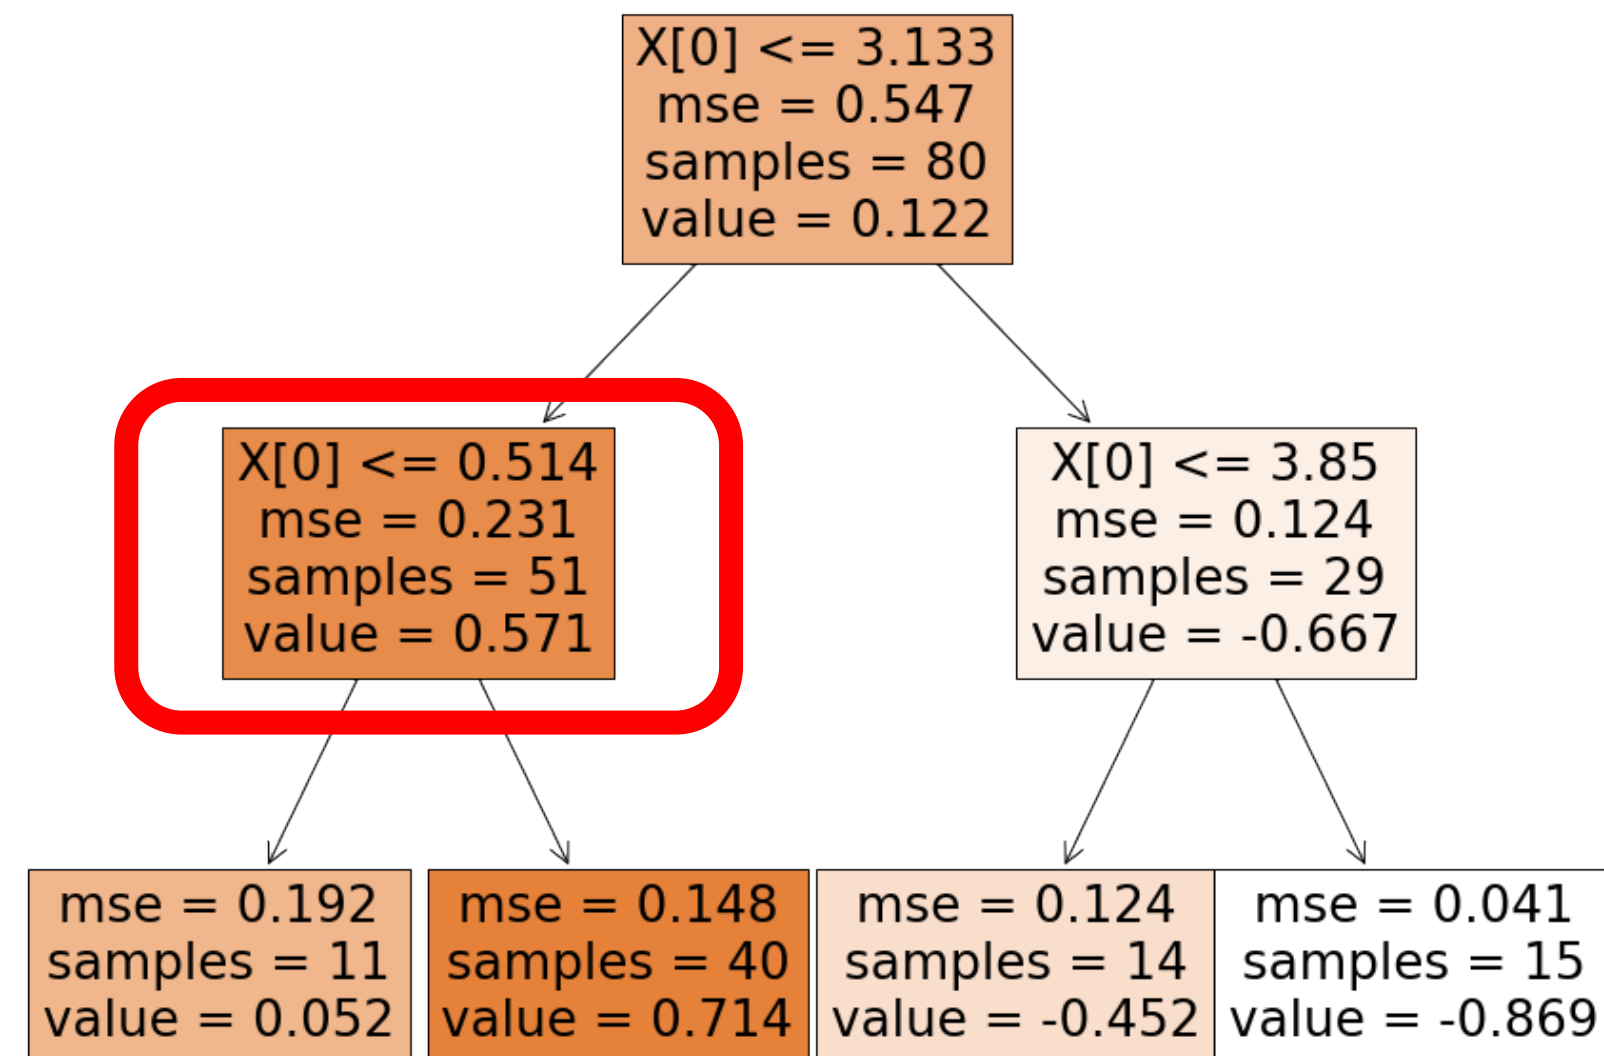 X[0] <= 3.133
mse = 0.547
samples = 80
value = 0.122
X[0] <= 0.514
mse = 0.231
samples = 51
value = 0.571
X[0] <= 3.85
mse = 0.124
samples = 29
value = -0.667
mse = 0.192
samples = 11
value = 0.052
mse = 0.148
samples = 40
value = 0.714
mse = 0.124
samples = 14
value = -0.452
mse = 0.041
samples = 15
value = -0.869